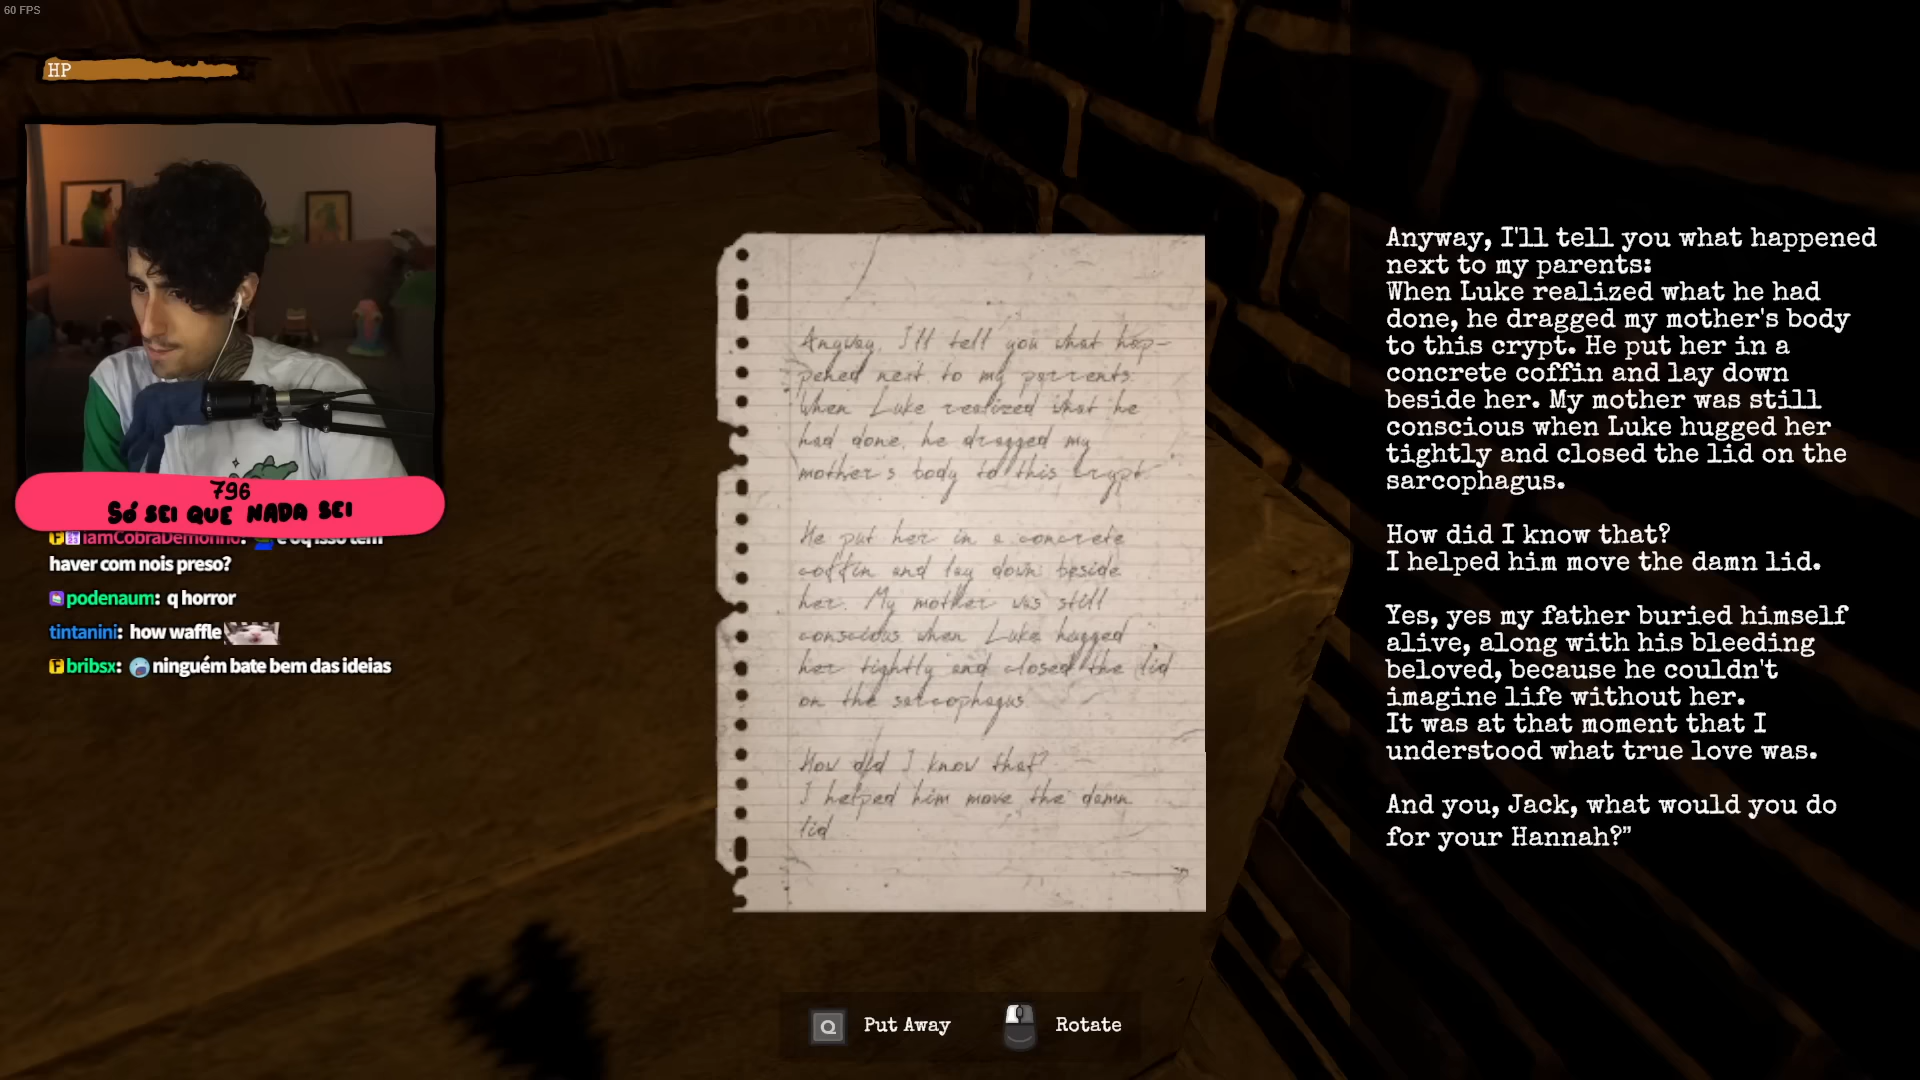 60 FPS
HP
796
Só SEI QUE NADA SEI
iamCobraDemonho:
haver com nois preso?
podenaum: q horror
tintanini: how waffle
bribsx: ninguém bate bem das ideias
Anyway, I'll tell you what hap-
pened next to my parrents:
When Luke realized what he
had done, he dragged my
mother's body to this crypt.
He put her in a concrete
coffin and lay down beside
her. My mother was still
conscious when Luke hugged
her tightly and closed the lid
on the sarcophagus.
How did I know that?
I helped him move the damn
lid
Anyway, I'll tell you what happened
next to my parents:
When Luke realized what he had
done, he dragged my mother's body
to this crypt. He put her in a
concrete coffin and lay down
beside her. My mother was still
conscious when Luke hugged her
tightly and closed the lid on the
sarcophagus.
How did I know that?
I helped him move the damn lid.
Yes, yes my father buried himself
alive, along with his bleeding
beloved, because he couldn't
imagine life without her.
It was at that moment that I
understood what true love was.
And you, Jack, what would you do
for your Hannah?”
Q Put Away
Rotate